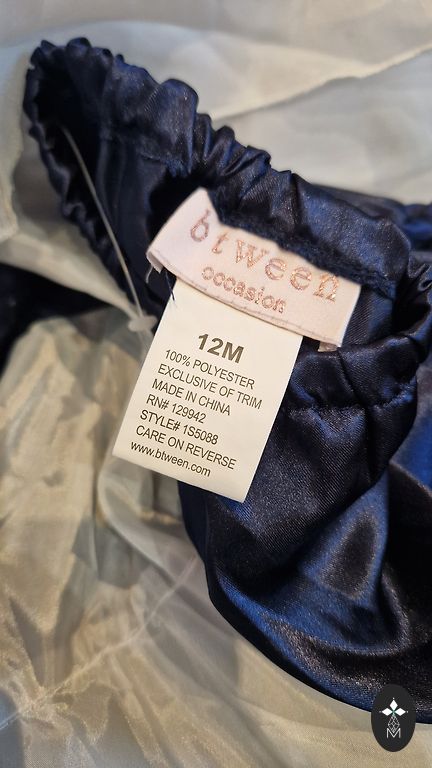 btween
occasion
12M
100% POLYESTER
EXCLUSIVE OF TRIM
MADE IN CHINA
RN# 129942
STYLE# 1S5088
CARE ON REVERSE
www.btween.com
M